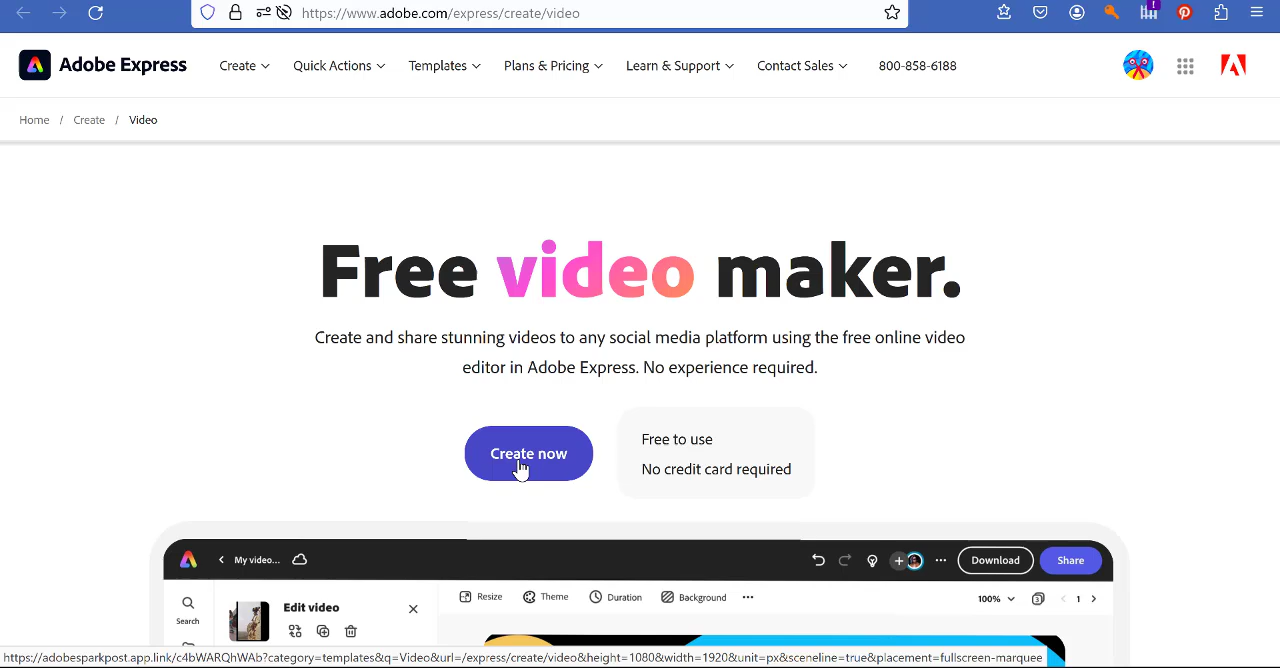 https://www.adobe.com/express/create/video
Adobe Express
Create
Quick Actions
Templates
Plans & Pricing
Learn & Support
Contact Sales
800-858-6188
Home / Create / Video
Free video maker.
Create and share stunning videos to any social media platform using the free online video
editor in Adobe Express. No experience required.
Create now
Free to use
No credit card required
My video...
Download
Share
Search
Edit video
Resize
Theme
Duration
Background
100%
3
1
https://adobesparkpost.app.link/c4bWARQhWAb?category=templates&q=Video&url=/express/create/video&height=1080&width=1920&unit=px&sceneline=true&placement=fullscreen-marquee